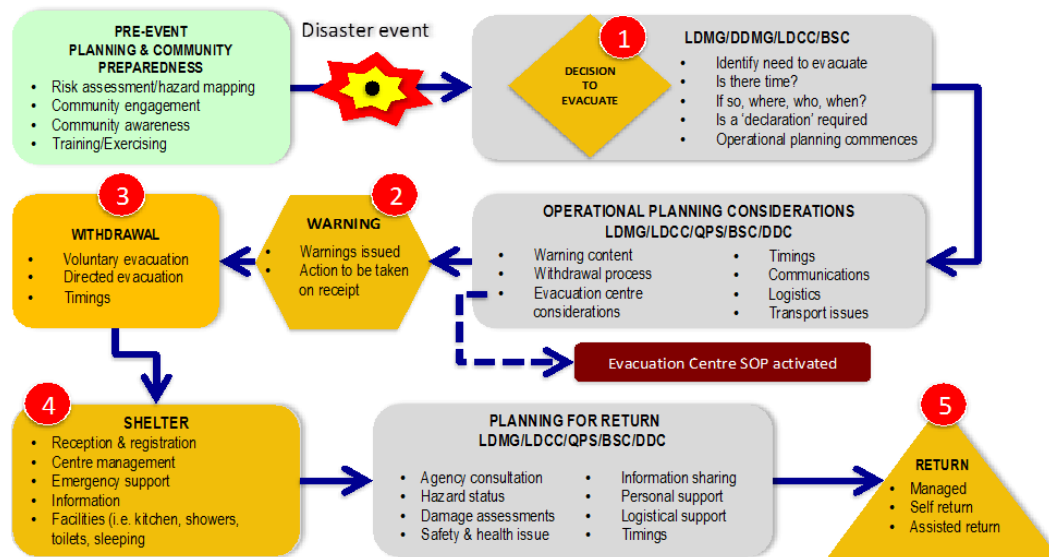 PRE-EVENT
PLANNING & COMMUNITY
PREPAREDNESS
• Risk assessment/hazard mapping
• Community engagement
• Community awareness
• Training/Exercising
Disaster event
1
DECISION
TO
EVACUATE
LDMG/DDMG/LDCC/BSC
• Identify need to evacuate
• Is there time?
• If so, where, who, when?
• Is a 'declaration' required
• Operational planning commences
OPERATIONAL PLANNING CONSIDERATIONS
LDMG/LDCC/QPS/BSC/DDC
• Warning content
• Withdrawal process
• Evacuation centre
considerations
• Timings
• Communications
• Logistics
• Transport issues
Evacuation Centre SOP activated
2
WARNING
• Warnings issued
• Action to be taken
on receipt
3
WITHDRAWAL
• Voluntary evacuation
• Directed evacuation
• Timings
4
SHELTER
• Reception & registration
• Centre management
• Emergency support
• Information
• Facilities (i.e. kitchen, showers,
toilets, sleeping
PLANNING FOR RETURN
LDMG/LDCC/QPS/BSC/DDC
• Agency consultation
• Hazard status
• Damage assessments
• Safety & health issue
• Information sharing
• Personal support
• Logistical support
• Timings
5
RETURN
• Managed
• Self return
• Assisted return